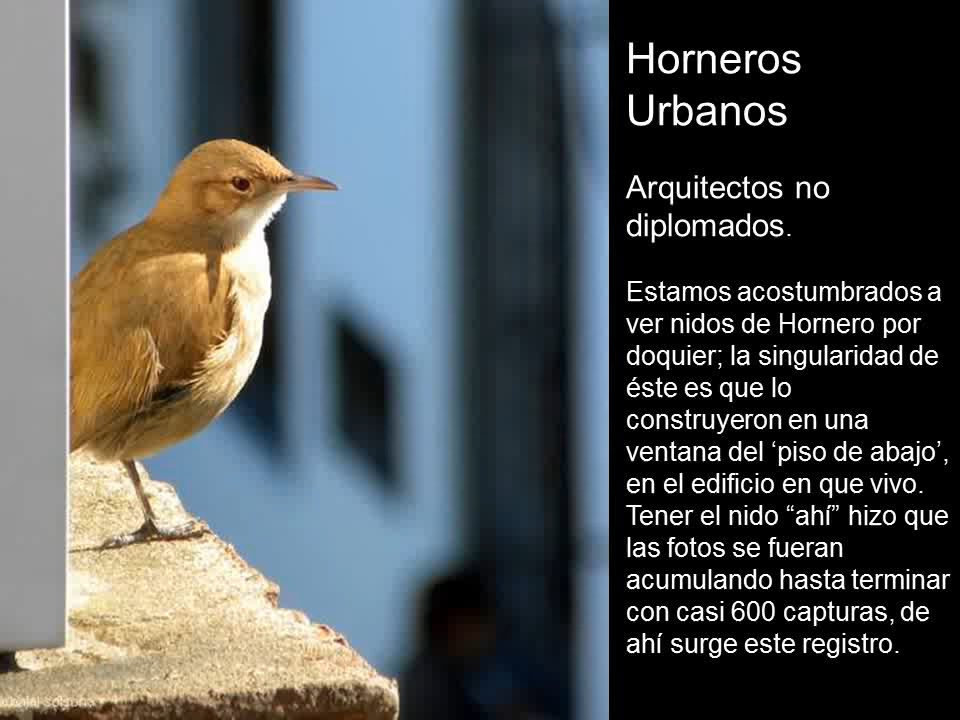 Horneros
Urbanos
Arquitectos no
diplomados.
Estamos acostumbrados a
ver nidos de Hornero por
doquier; la singularidad de
éste es que lo
construyeron en una
ventana del ‘piso de abajo’,
en el edificio en que vivo.
Tener el nido “ahí” hizo que
las fotos se fueran
acumulando hasta terminar
con casi 600 capturas, de
ahí surge este registro.